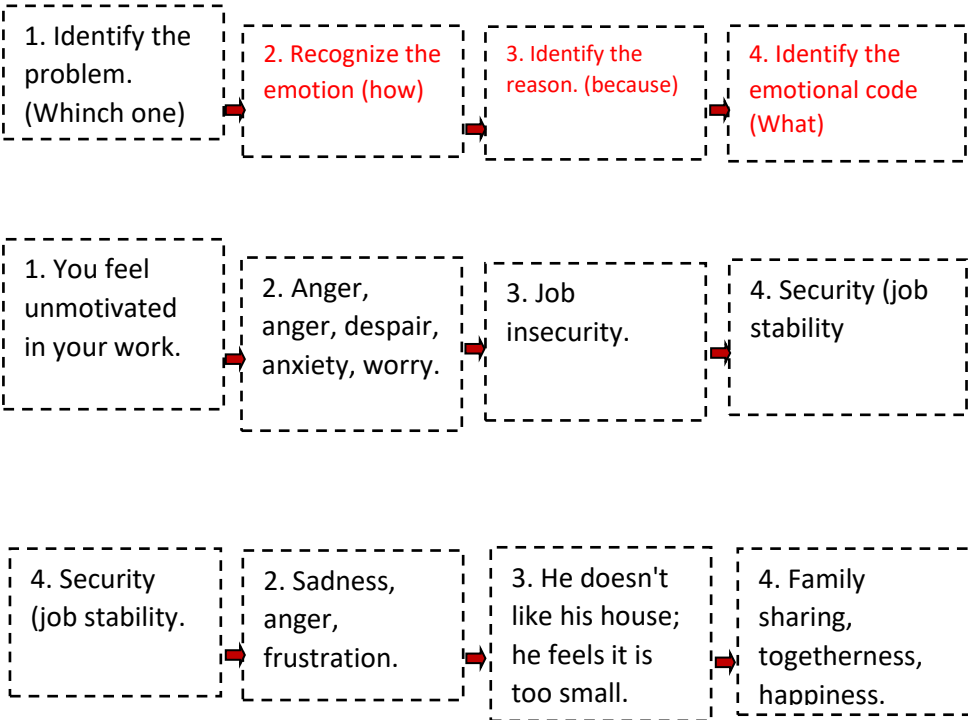 1. Identify the
problem.
(Whinch one)
2. Recognize the
emotion (how)
3. Identify the
reason. (because)
4. Identify the
emotional code
(What)
1. You feel
unmotivated
in your work.
2. Anger,
anger, despair,
anxiety, worry.
3. Job
insecurity.
4. Security (job
stability
4. Security
(job stability.
2. Sadness,
anger,
frustration.
3. He doesn't
like his house;
he feels it is
too small.
4. Family
sharing,
togetherness,
happiness.